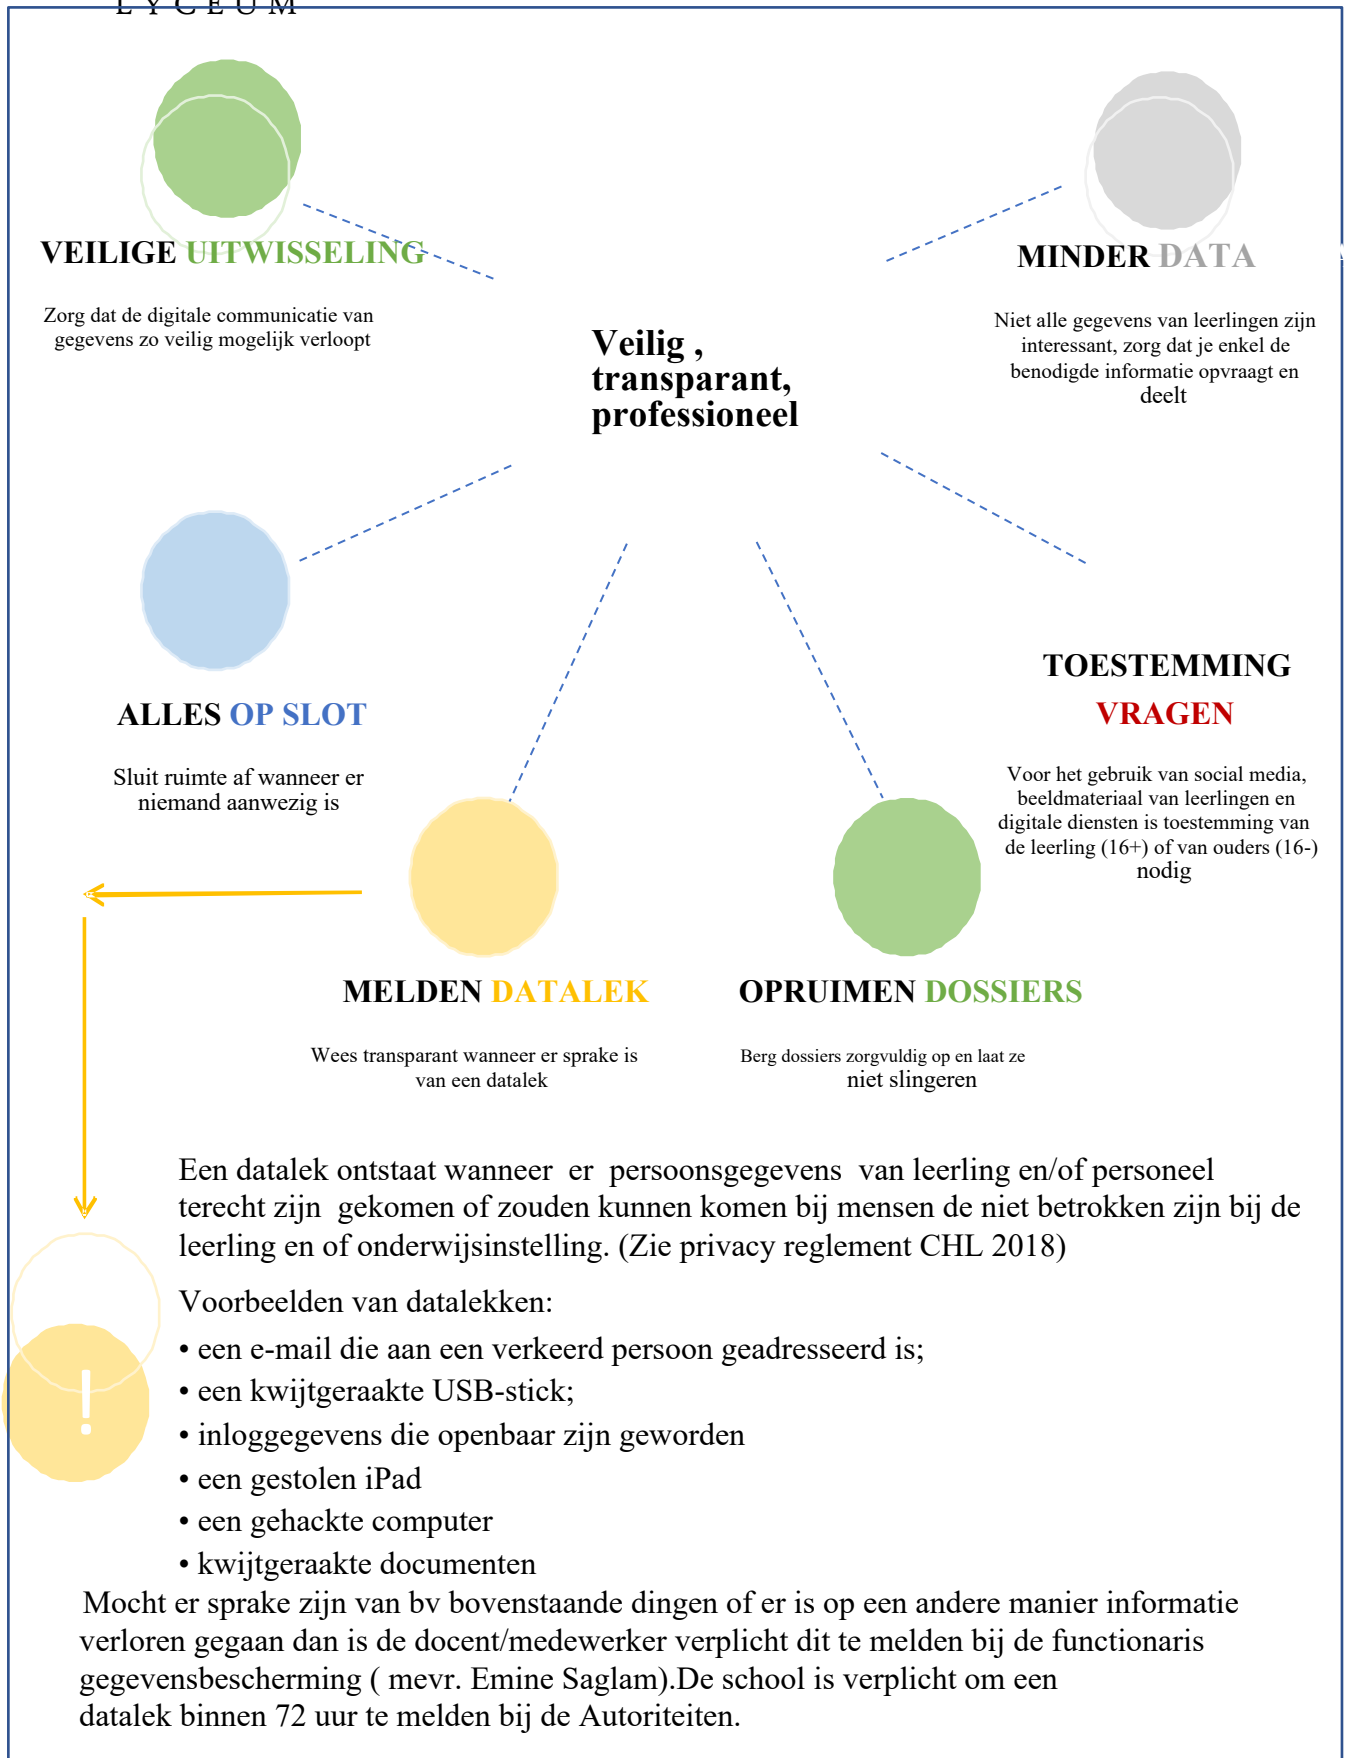 LYCEUM
VEILIGE UITWISSELING
Zorg dat de digitale communicatie van
gegevens zo veilig mogelijk verloopt
MINDER DATA
Niet alle gegevens van leerlingen zijn
interessant, zorg dat je enkel de
benodigde informatie opvraagt en
deelt
Veilig ,
transparant,
professioneel
ALLES OP SLOT
Sluit ruimte af wanneer er
niemand aanwezig is
TOESTEMMING
VRAGEN
Voor het gebruik van social media,
beeldmateriaal van leerlingen en
digitale diensten is toestemming van
de leerling (16+) of van ouders (16-)
nodig
MELDEN DATALEK
Wees transparant wanneer er sprake is
van een datalek
OPRUIMEN DOSSIERS
Berg dossiers zorgvuldig op en laat ze
niet slingeren
Een datalek ontstaat wanneer er persoonsgegevens van leerling en/of personeel
terecht zijn gekomen of zouden kunnen komen bij mensen de niet betrokken zijn bij de
leerling en of onderwijsinstelling. (Zie privacy reglement CHL 2018)
!
Voorbeelden van datalekken:
• een e-mail die aan een verkeerd persoon geadresseerd is;
• een kwijtgeraakte USB-stick;
• inloggegevens die openbaar zijn geworden
• een gestolen iPad
• een gehackte computer
• kwijtgeraakte documenten
Mocht er sprake zijn van bv bovenstaande dingen of er is op een andere manier informatie
verloren gegaan dan is de docent/medewerker verplicht dit te melden bij de functionaris
gegevensbescherming ( mevr. Emine Saglam).De school is verplicht om een
datalek binnen 72 uur te melden bij de Autoriteiten.